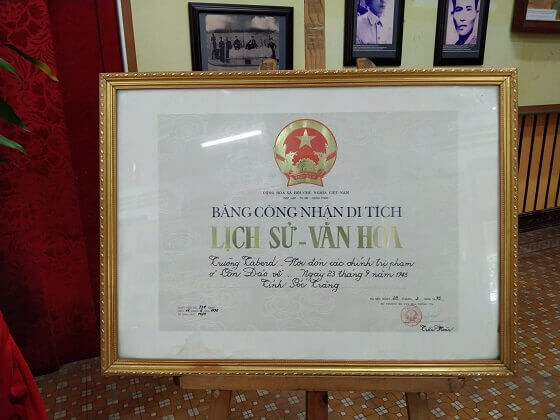 CỘNG HÒA XÃ HỘI CHỦ NGHĨA VIỆT NAM
BẰNG CÔNG NHẬN DI TÍCH
LỊCH SỬ - VĂN HÓA
Trường Taberd. Nơi đón các chính trị phạm
ở Côn Đảo về. Ngày 23 tháng 9 năm 1945
Tỉnh Sóc Trăng